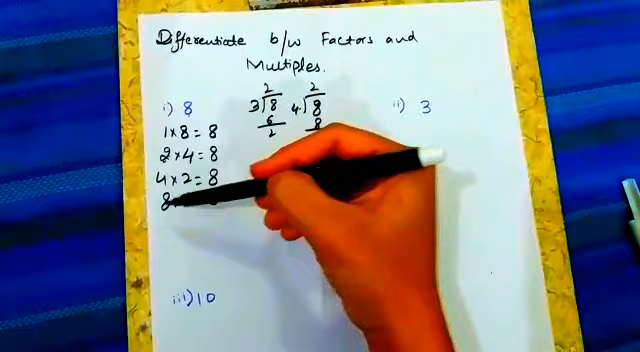 Differentiate b/w Factors and
Multiples.
i) 8
1 × 8 = 8
2 × 4 = 8
4 × 2 = 8
8
2
3)8
6
2
2
4)8
8
ii) 3
iii) 10